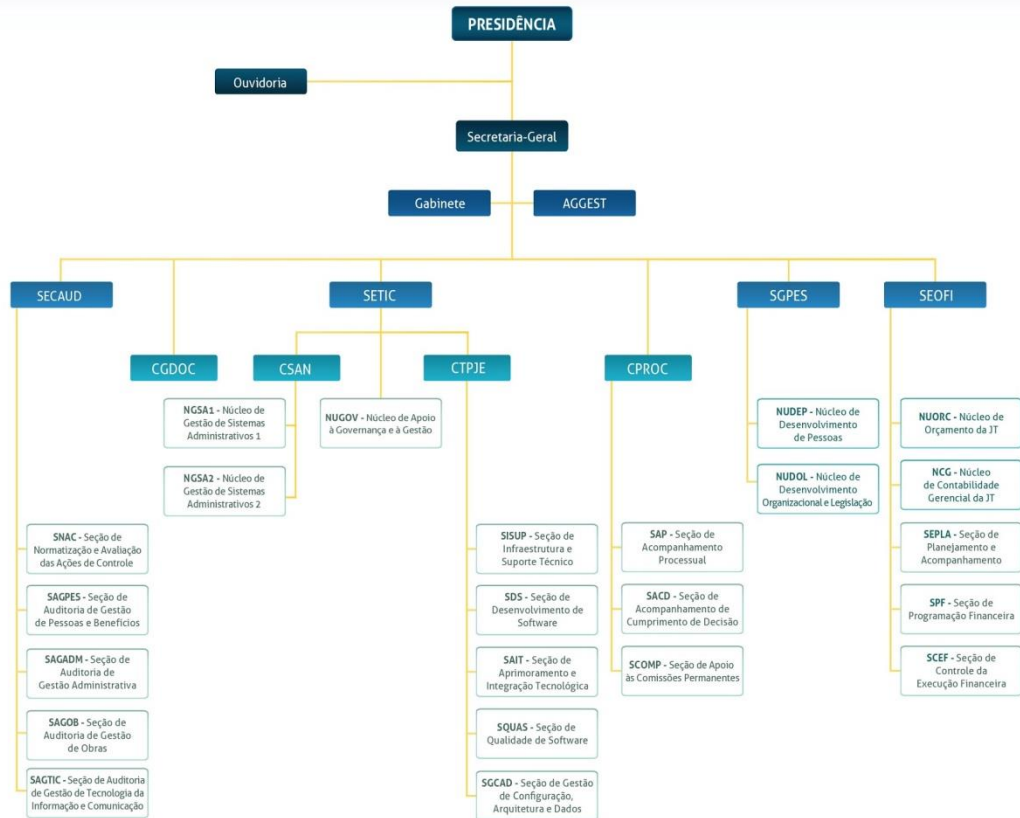 PRESIDÊNCIA
Ouvidoria
Secretaria-Geral
Gabinete
AGGEST
SECAUD
SETIC
SGPES
SEOFI
CGDOC
CSAN
CTPJE
CPROC
NGSA1 - Núcleo de
Gestão de Sistemas
Administrativos 1
NGSA2 - Núcleo de
Gestão de Sistemas
Administrativos 2
NUGOV - Núcleo de Apoio
à Governança e à Gestão
NUDEP - Núcleo de
Desenvolvimento
de Pessoas
NUDOL - Núcleo de
Desenvolvimento
Organizacional e Legislação
NUORC - Núcleo de
Orçamento da JT
NCG - Núcleo
de Contabilidade
Gerencial da JT
SNAC - Seção de
Normatização e Avaliação
das Ações de Controle
SAGPES - Seção de
Auditoria de Gestão
de Pessoas e Benefícios
SAGADM - Seção de
Auditoria de
Gestão Administrativa
SAGOB - Seção de
Auditoria de Gestão
de Obras
SAGTIC - Seção de Auditoria
de Gestão de Tecnologia da
Informação e Comunicação
SISUP - Seção de
Infraestrutura e
Suporte Técnico
SDS - Seção de
Desenvolvimento de
Software
SAIT - Seção de
Aprimoramento e
Integração Tecnológica
SQUAS - Seção de
Qualidade de Software
SGCAD - Seção de Gestão
de Configuração,
Arquitetura e Dados
SAP - Seção de
Acompanhamento
Processual
SACD - Seção de
Acompanhamento de
Cumprimento de Decisão
SCOMP - Seção de Apoio
às Comissões Permanentes
SEPLA - Seção de
Planejamento e
Acompanhamento
SPF - Seção de
Programação Financeira
SCEF - Seção de
Controle da
Execução Financeira